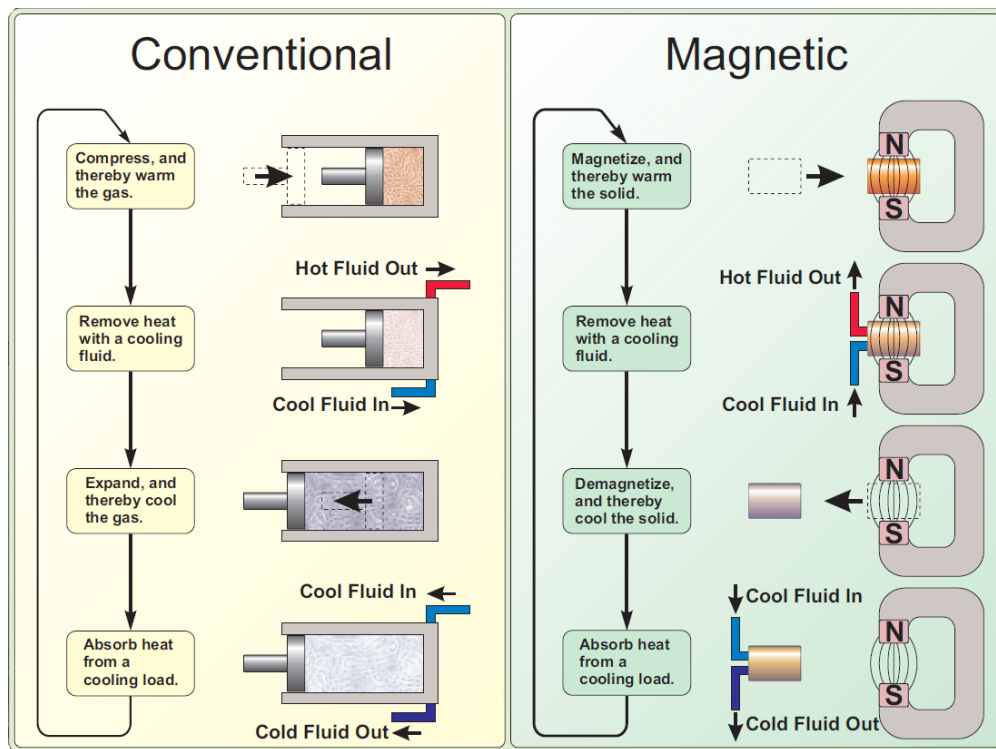 Conventional
Compress, and
thereby warm
the gas.
Hot Fluid Out
Remove heat
with a cooling
fluid.
Cool Fluid In
Expand, and
thereby cool
the gas.
Cool Fluid In
Absorb heat
from a
cooling load.
Cold Fluid Out
Magnetic
Magnetize, and
thereby warm
the solid.
N
S
Hot Fluid Out
Remove heat
with a cooling
fluid.
N
S
Cool Fluid In
Demagnetize,
and thereby
cool the solid.
N
S
Cool Fluid In
Absorb heat
from a
cooling load.
N
S
Cold Fluid Out